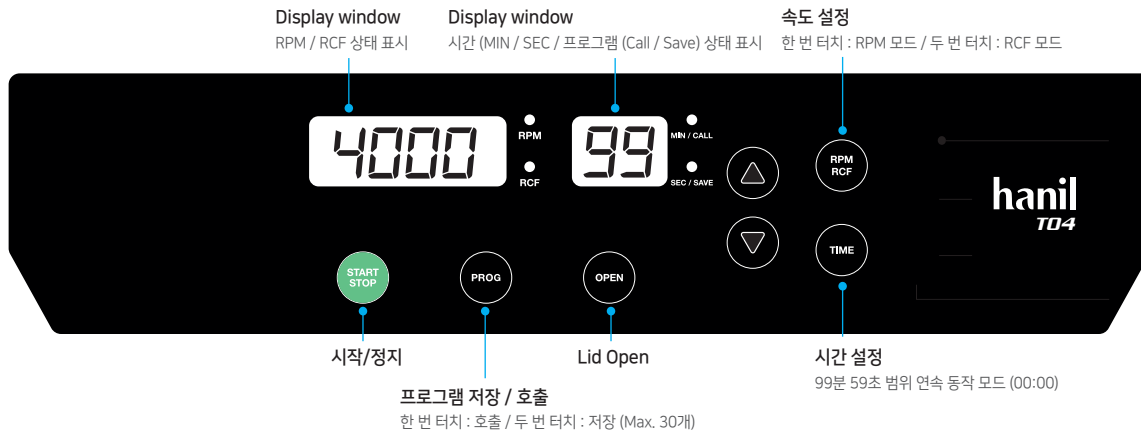 Display window
RPM / RCF 상태 표시
Display window
시간 (MIN / SEC / 프로그램 (Call / Save) 상태 표시
속도 설정
한 번 터치 : RPM 모드 / 두 번 터치 : RCF 모드
4000
RPM
RCF
99
MIN / CALL
SEC / SAVE
RPM
RCF
hanil
T04
START
STOP
PROG
OPEN
TIME
시작/정지
Lid Open
시간 설정
99분 59초 범위 연속 동작 모드 (00:00)
프로그램 저장 / 호출
한 번 터치 : 호출 / 두 번 터치 : 저장 (Max. 30개)